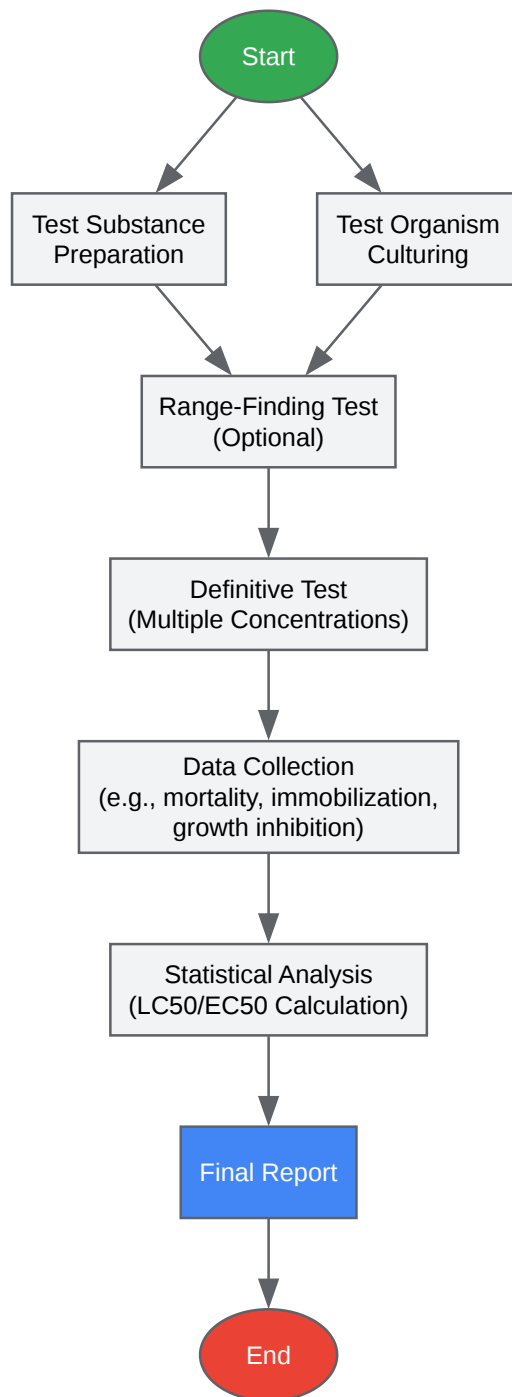 Start
Test Substance
Preparation
Test Organism
Culturing
Range-Finding Test
(Optional)
Definitive Test
(Multiple Concentrations)
Data Collection
(e.g., mortality, immobilization,
growth inhibition)
Statistical Analysis
(LC50/EC50 Calculation)
Final Report
End